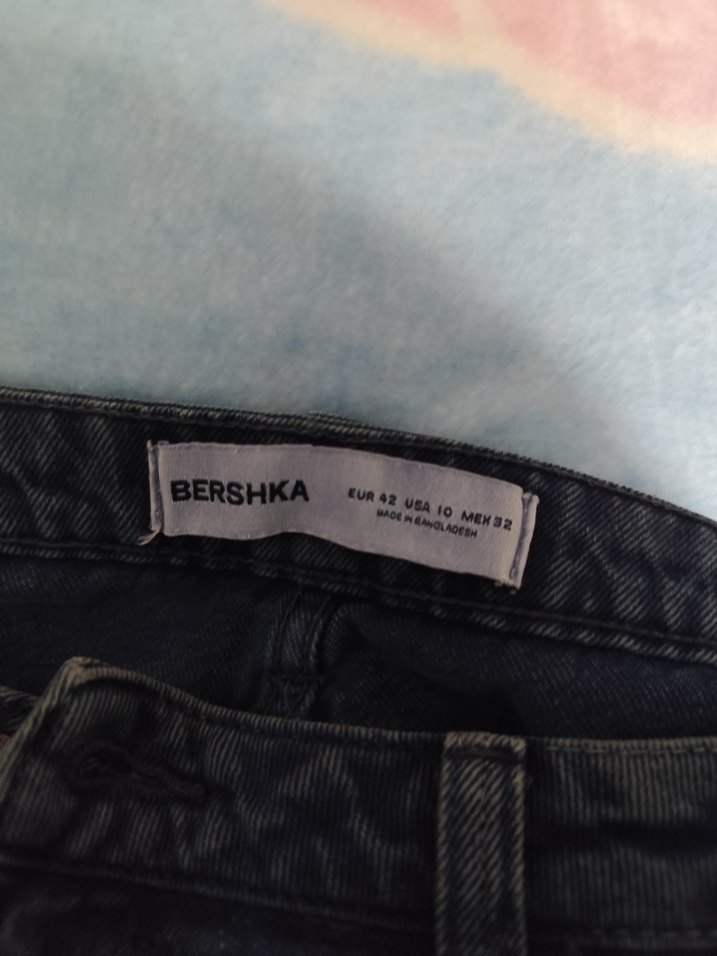 BERSHKA
EUR 42 USA 10 MEX 32
MADE IN BANGLADESH